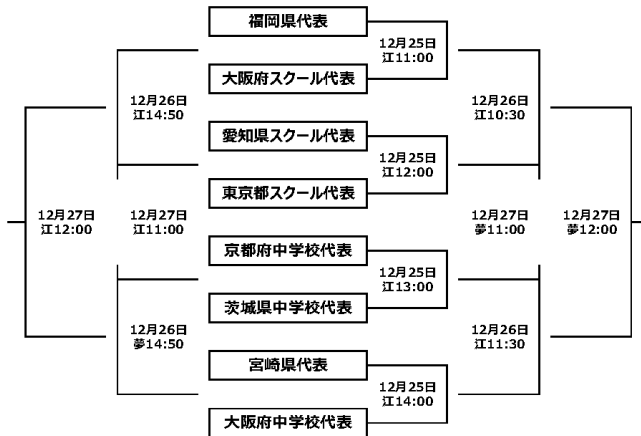 福岡県代表
12月25日
江11:00
大阪府スクール代表
12月26日
江14:50
12月26日
江10:30
愛知県スクール代表
12月25日
江12:00
東京都スクール代表
12月27日
江12:00
12月27日
江11:00
12月27日
夢11:00
12月27日
夢12:00
京都府中学校代表
12月25日
江13:00
茨城県中学校代表
12月26日
夢14:50
12月26日
江11:30
宮崎県代表
12月25日
江14:00
大阪府中学校代表